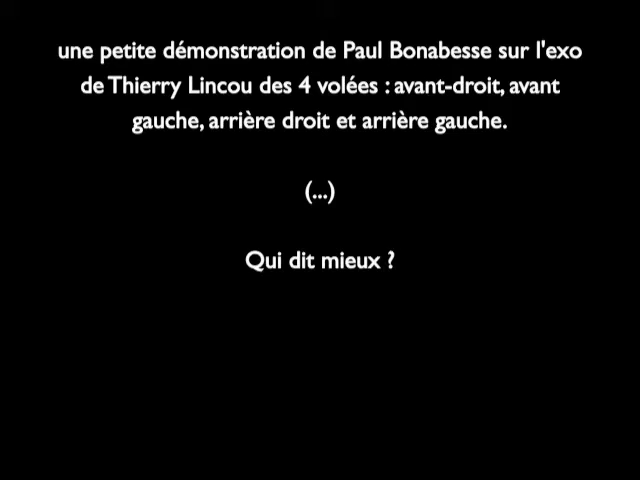 une petite démonstration de Paul Bonabesse sur l'exo
de Thierry Lincou des 4 volées : avant-droit, avant
gauche, arrière droit et arrière gauche.
(...)
Qui dit mieux ?